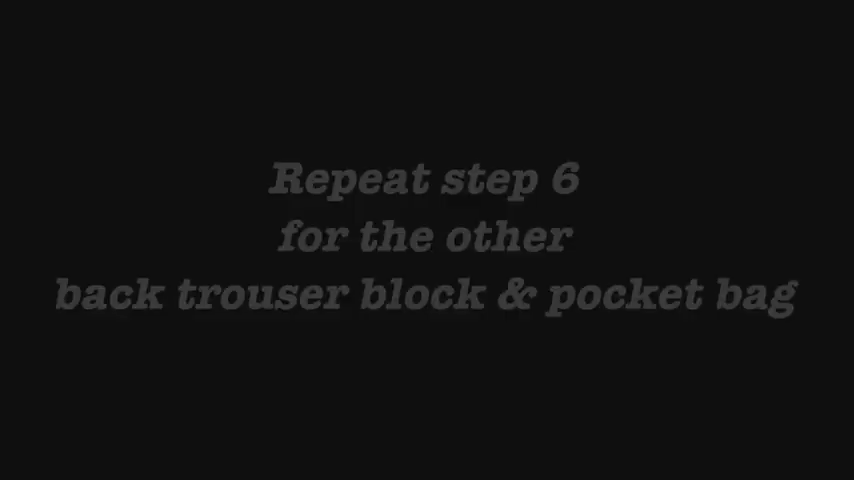 Repeat step 6
for the other
back trouser block & pocket bag